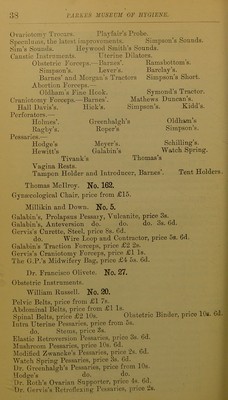 38 PARKES MUSEUM OF HYGIENE.
Ovariotomy Trocars. Playfair's Probe.
Speculums, the latest improvements. Simpson's Sounds.
Sim's Sounds. Heywood Smith's Sounds.
Caustic Instruments. Uterine Dilators.
Obstetric Forceps.—Barnes'. Ramsbottom's.
Simpson's. Lever's. Barclay's.
Barnes' and Morgan's Tractors Simpson's Short.
Abortion Forceps.—
Oldham's Fine Hook. Symond's Tractor.
Craniotomy Forceps.—Barnes'. Mathews Duncan's.
Hall Davis's. Hick's. Simpson's. Kidd's.
Perforators.—
Holmes'. Greenhalgh's Oldham's
Ragby's. Roper's Simpson's.
Pessaries.—
Hodge's Meyer's. Schilling's.
Hewitt's Galabin's Watch Spring.
Tivank's Thomas's
Vagina Rests.
Tampon Helder and Introducer, Barnes'. Tent Holders.
Thomas McIlroy. No. 162.
Gynæcological Chair, price from £15.
Millikin and Down. No. 5.
Galabin's, Prolapsus Pessary, Vulcanite, price 3s.
Galabin's, Anteversion do. do. do. 3s. 6d.
Gervis's Curette, Steel, price 8s. 6d.
do. Wire Loop and Contractor, price 5s. 6d.
Galabin's Traction Forceps, price £2 2s.
Gervis's Craniotomy Forceps, price £1 1s.
The G.P.'s Midwifery Bag, price £4 5s. 6d.
Dr. Francisco Olivete. No. 27.
Obstetric Instruments.
William Russell. No. 20.
Pelvic Belts, price from £1 7s.
Abdominal Belts, price from £1 1s.
Spinal Belts, price £2 10s. Obstetric Binder, price 10s. 6d.
Intra Uterine Pessaries, price from 5s.
do. Stems, price 5s.
Elastic Retroversion Pessaries, price 3s. 6d.
Mushroom Pessaries, price 10s. 6d.
Modified Zwancke's Pessaries, price 2s. 6d.
Watch Spring Pessaries, price 3s. 6d.
Dr. Greenhalgh's Pessaries, price from 10s.
Hodge's do. do.
Dr. Roth's Ovarian Supporter, price 4s. 6d.
Dr. Gervis's Retroflexing Pessaries, price 2s.